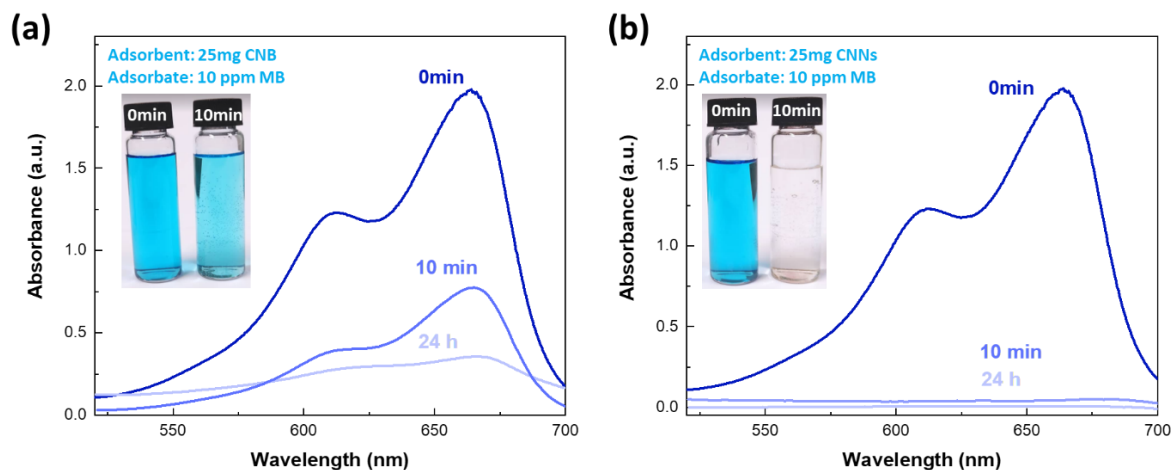 (a)
Adsorbent: 25mg CNB
Adsorbate: 10 ppm MB
0min
10min
0min
10 min
24 h
2.0
1.5
1.0
0.5
0.0
Absorbance (a.u.)
550
600
650
700
Wavelength (nm)
(b)
Adsorbent: 25mg CNNs
Adsorbate: 10 ppm MB
0min
10min
0min
10 min
24 h
2.0
1.5
1.0
0.5
0.0
Absorbance (a.u.)
550
600
650
700
Wavelength (nm)